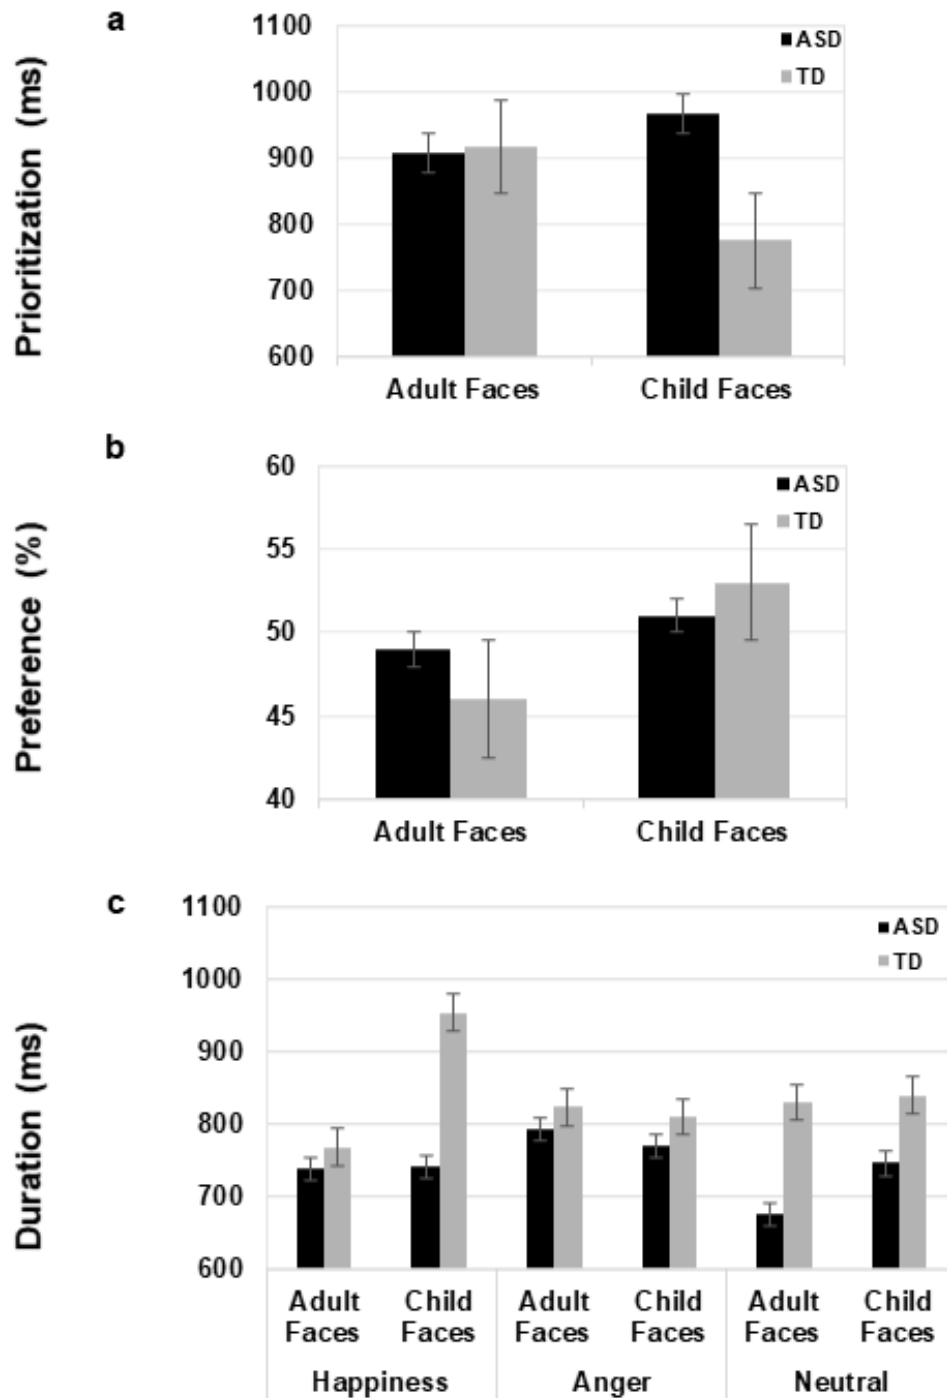 a
Prioritization (ms)
1100
1000
900
800
700
600
ASD
TD
Adult Faces
Child Faces
b
Preference (%)
60
55
50
45
40
ASD
TD
Adult Faces
Child Faces
c
Duration (ms)
1100
1000
900
800
700
600
ASD
TD
Adult Faces
Child Faces
Adult Faces
Child Faces
Adult Faces
Child Faces
Happiness
Anger
Neutral